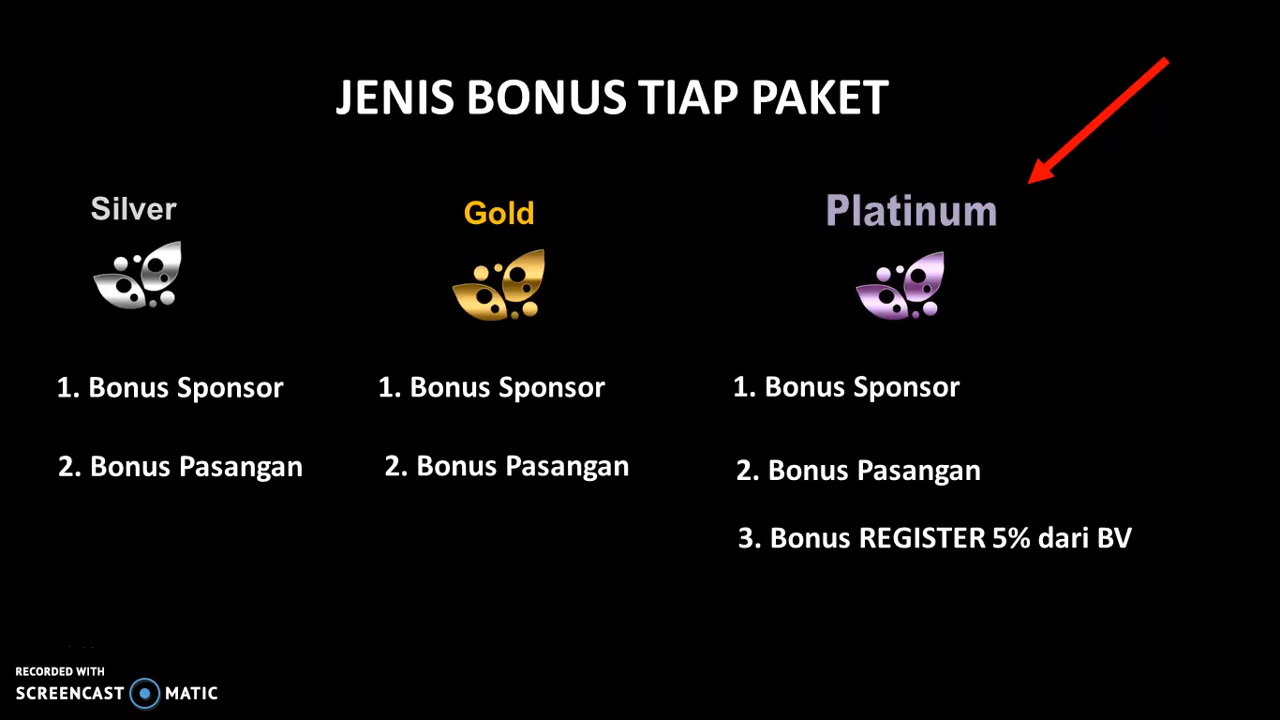 JENIS BONUS TIAP PAKET
Silver
Gold
Platinum
1. Bonus Sponsor
2. Bonus Pasangan
1. Bonus Sponsor
2. Bonus Pasangan
1. Bonus Sponsor
2. Bonus Pasangan
3. Bonus REGISTER 5% dari BV
RECORDED WITH
SCREENCAST MATIC